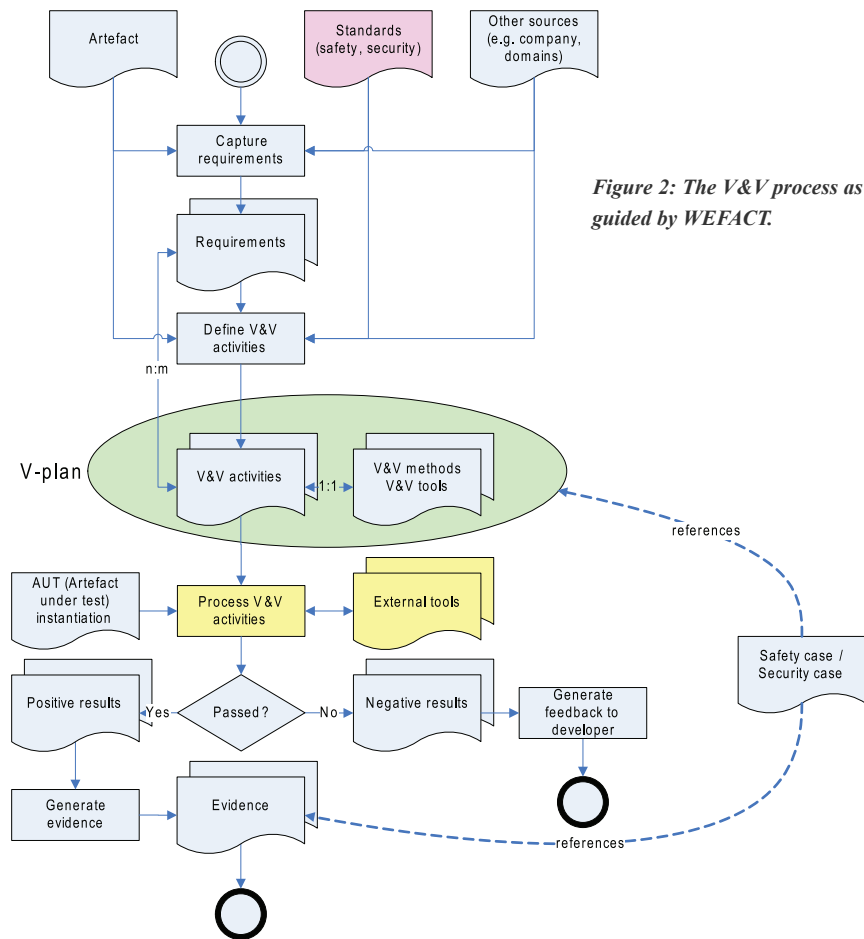 Artefact
Standards
(safety, security)
Other sources
(e.g. company,
domains)
Capture
requirements
Figure 2: The V&V process as
guided by WEFACT.
Requirements
Define V&V
activities
n:m
V-plan
V&V activities
1:1
V&V methods
V&V tools
references
AUT (Artefact
under test)
instantiation
Process V&V
activities
External tools
Safety case /
Security case
Positive results
Yes
Passed?
No
Negative results
Generate
feedback to
developer
Generate
evidence
Evidence
references